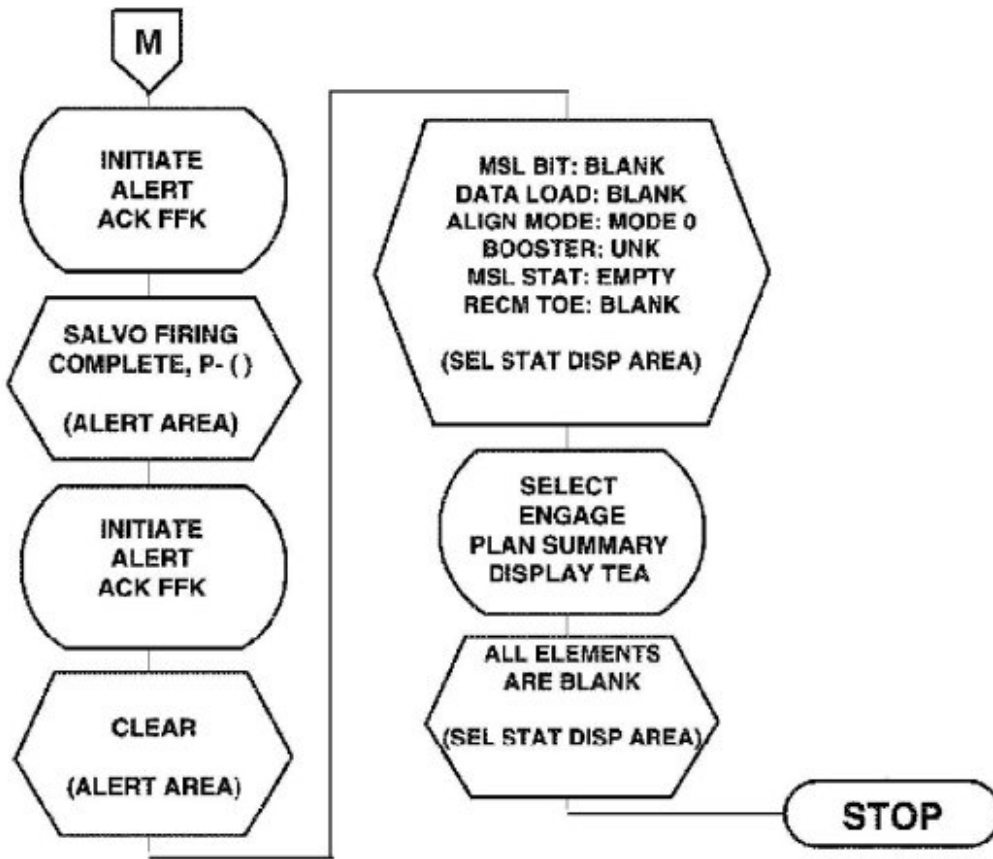 M
INITIATE
ALERT
ACK FFK
SALVO FIRING
COMPLETE, P- ( )
(ALERT AREA)
INITIATE
ALERT
ACK FFK
CLEAR
(ALERT AREA)
MSL BIT: BLANK
DATA LOAD: BLANK
ALIGN MODE: MODE 0
BOOSTER: UNK
MSL STAT: EMPTY
RECM TOE: BLANK
(SEL STAT DISP AREA)
SELECT
ENGAGE
PLAN SUMMARY
DISPLAY TEA
ALL ELEMENTS
ARE BLANK
(SEL STAT DISP AREA)
STOP